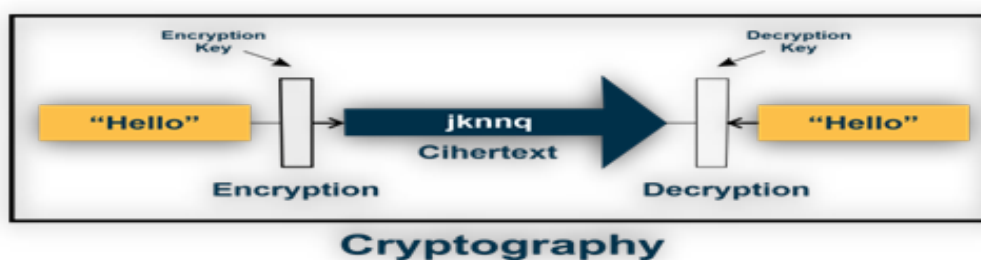 Encryption
Key
Decryption
Key
“Hello”
jknnq
“Hello”
Cihertext
Encryption
Decryption
Cryptography